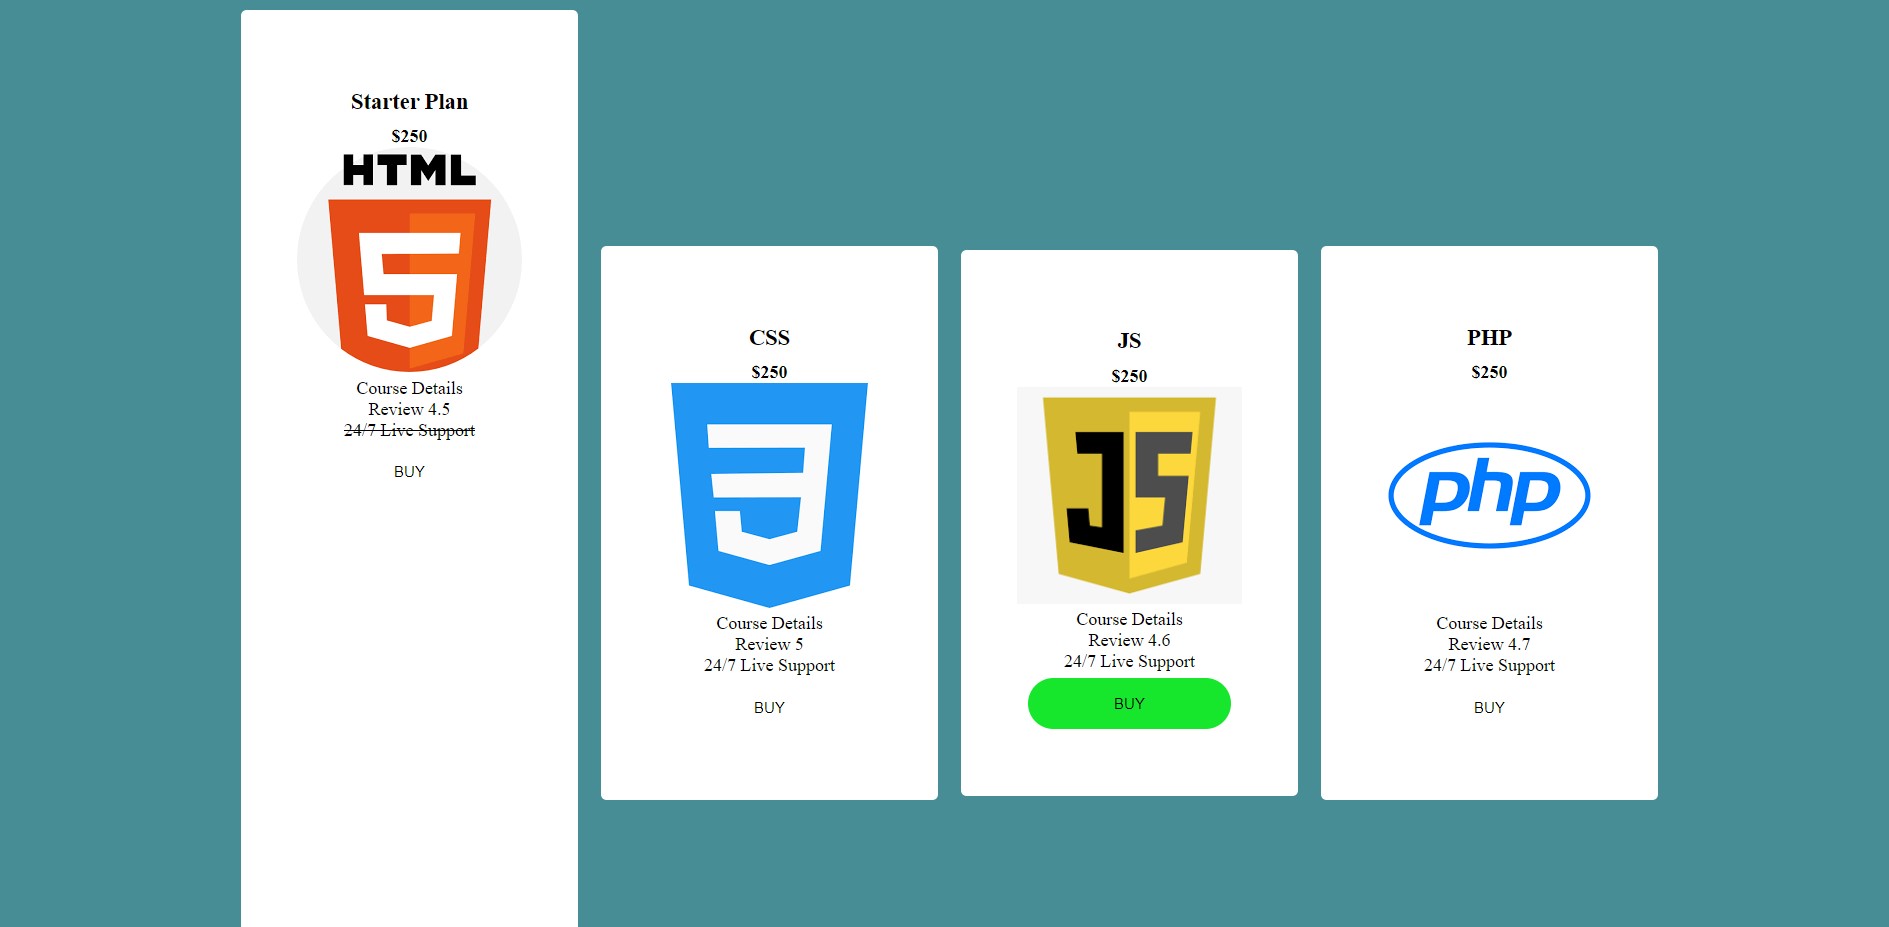 Starter Plan
$250
HTML
5
Course Details
Review 4.5
24/7 Live Support
BUY
CSS
$250
3
Course Details
Review 5
24/7 Live Support
BUY
JS
$250
JS
Course Details
Review 4.6
24/7 Live Support
BUY
PHP
$250
php
Course Details
Review 4.7
24/7 Live Support
BUY